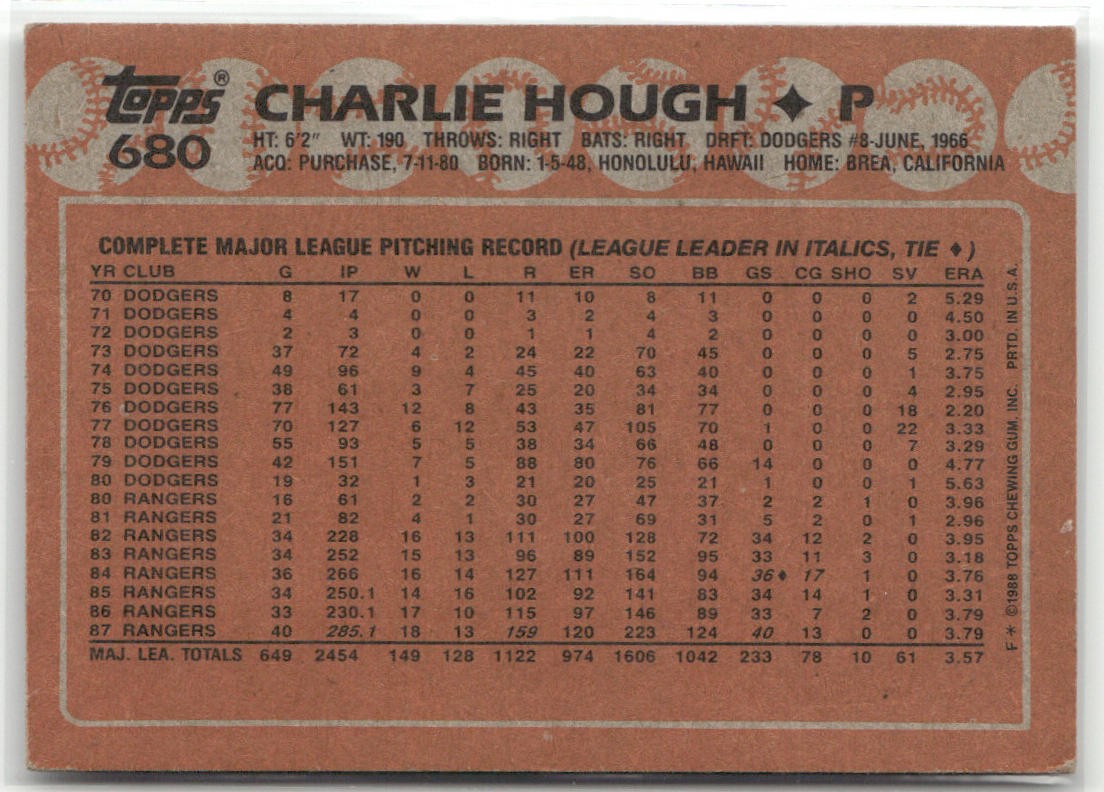 Topps® CHARLIE HOUGH ♦ P
680 HT: 6'2" WT: 190 THROWS: RIGHT BATS: RIGHT DRFT: DODGERS #8-JUNE, 1966
ACQ: PURCHASE, 7-11-80 BORN: 1-5-48, HONOLULU, HAWAII HOME: BREA, CALIFORNIA
COMPLETE MAJOR LEAGUE PITCHING RECORD (LEAGUE LEADER IN ITALICS, TIE ♦)
YR CLUB G IP W L R ER SO BB GS CG SHO SV ERA
70 DODGERS 8 17 0 0 11 10 8 11 0 0 0 2 5.29
71 DODGERS 4 4 0 0 3 2 4 3 0 0 0 0 4.50
72 DODGERS 2 3 0 0 1 1 4 2 0 0 0 0 3.00
73 DODGERS 37 72 4 2 24 22 70 45 0 0 0 5 2.75
74 DODGERS 49 96 9 4 45 40 63 40 0 0 0 1 3.75
75 DODGERS 38 61 3 7 25 20 34 34 0 0 0 4 2.95
76 DODGERS 77 143 12 8 43 35 81 77 0 0 0 18 2.20
77 DODGERS 70 127 6 12 53 47 105 70 1 0 0 22 3.33
78 DODGERS 55 93 5 5 38 34 66 48 0 0 0 7 3.29
79 DODGERS 42 151 7 5 88 80 76 66 14 0 0 0 4.77
80 DODGERS 19 32 1 3 21 20 25 21 1 0 0 1 5.63
80 RANGERS 16 61 2 2 30 27 47 37 2 2 1 0 3.96
81 RANGERS 21 82 4 1 30 27 69 31 5 2 0 1 2.96
82 RANGERS 34 228 16 13 111 100 128 72 34 12 2 0 3.95
83 RANGERS 34 252 15 13 96 89 152 95 33 11 3 0 3.18
84 RANGERS 36 266 16 14 127 111 164 94 36♦ 17 1 0 3.76
85 RANGERS 34 250.1 14 16 102 92 141 83 34 14 1 0 3.31
86 RANGERS 33 230.1 17 10 115 97 146 89 33 7 2 0 3.79
87 RANGERS 40 285.1 18 13 159 120 223 124 40 13 0 0 3.79
MAJ. LEA. TOTALS 649 2454 149 128 1122 974 1606 1042 233 78 10 61 3.57
F* ©1988 TOPPS CHEWING GUM, INC. PRTD. IN U.S.A.